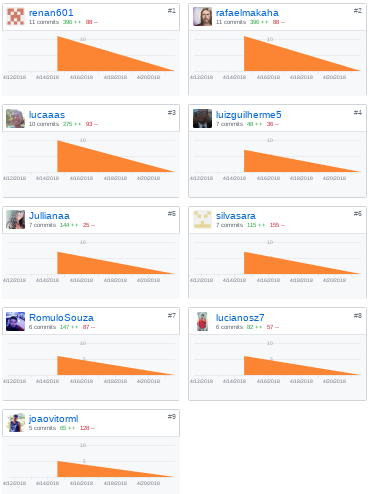 renan601 #1
11 commits 396 ++ 88 --
10
4/12/2018 4/14/2018 4/16/2018 4/18/2018 4/20/2018
rafaelmakaha #2
11 commits 396 ++ 88 --
10
4/12/2018 4/14/2018 4/16/2018 4/18/2018 4/20/2018
lucaaas #3
10 commits 275 ++ 93 --
10
4/12/2018 4/14/2018 4/16/2018 4/18/2018 4/20/2018
luizguilherme5 #4
7 commits 48 ++ 36 --
10
4/12/2018 4/14/2018 4/16/2018 4/18/2018 4/20/2018
Jullianaa #5
7 commits 144 ++ 25 --
10
4/12/2018 4/14/2018 4/16/2018 4/18/2018 4/20/2018
silvasara #6
7 commits 115 ++ 155 --
10
4/12/2018 4/14/2018 4/16/2018 4/18/2018 4/20/2018
RomuloSouza #7
6 commits 147 ++ 87 --
10
5
4/12/2018 4/14/2018 4/16/2018 4/18/2018 4/20/2018
lucianosz7 #8
6 commits 82 ++ 57 --
10
5
4/12/2018 4/14/2018 4/16/2018 4/18/2018 4/20/2018
joaovitorml #9
5 commits 65 ++ 128 --
10
5
4/12/2018 4/14/2018 4/16/2018 4/18/2018 4/20/2018